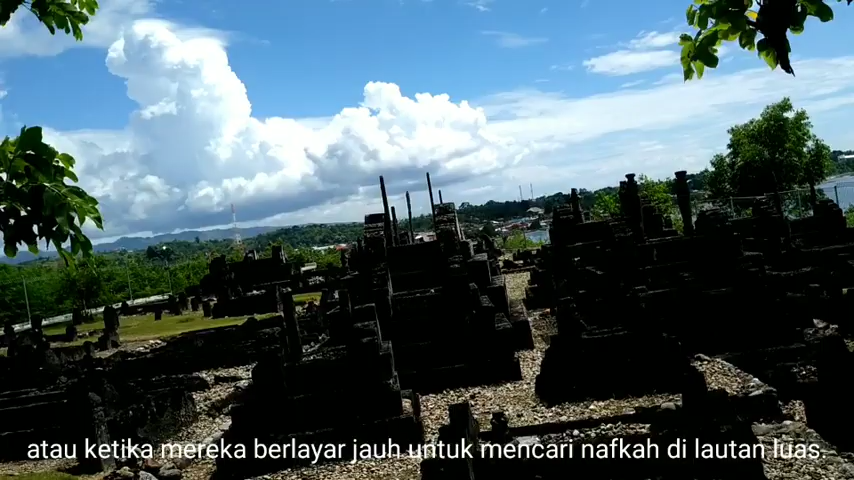 atau ketika mereka berlayar jauh untuk mencari nafkah di lautan luas.